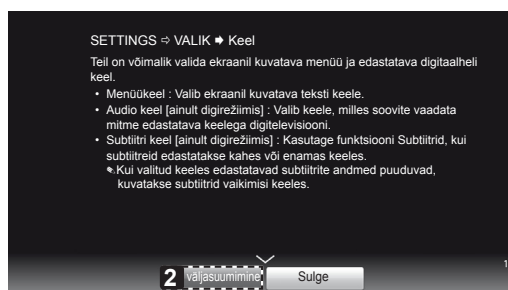 SETTINGS ⇨ VALIK ➡ Keel
Teil on võimalik valida ekraanil kuvatava menüü ja edastatava digitaalheli
keel.
• Menüükeel : Valib ekraanil kuvatava teksti keele.
• Audio keel [ainult digirežiimis] : Valib keele, milles soovite vaadata
mitme edastatava keelega digitelevisiooni.
• Subtiitri keel [ainult digirežiimis] : Kasutage funktsiooni Subtiitrid, kui
subtiitreid edastatakse kahes või enamas keeles.
✎Kui valitud keeles edastatavad subtiitrite andmed puuduvad,
kuvatakse subtiitrid vaikimisi keeles.
1
2 väljasuumimine Sulge